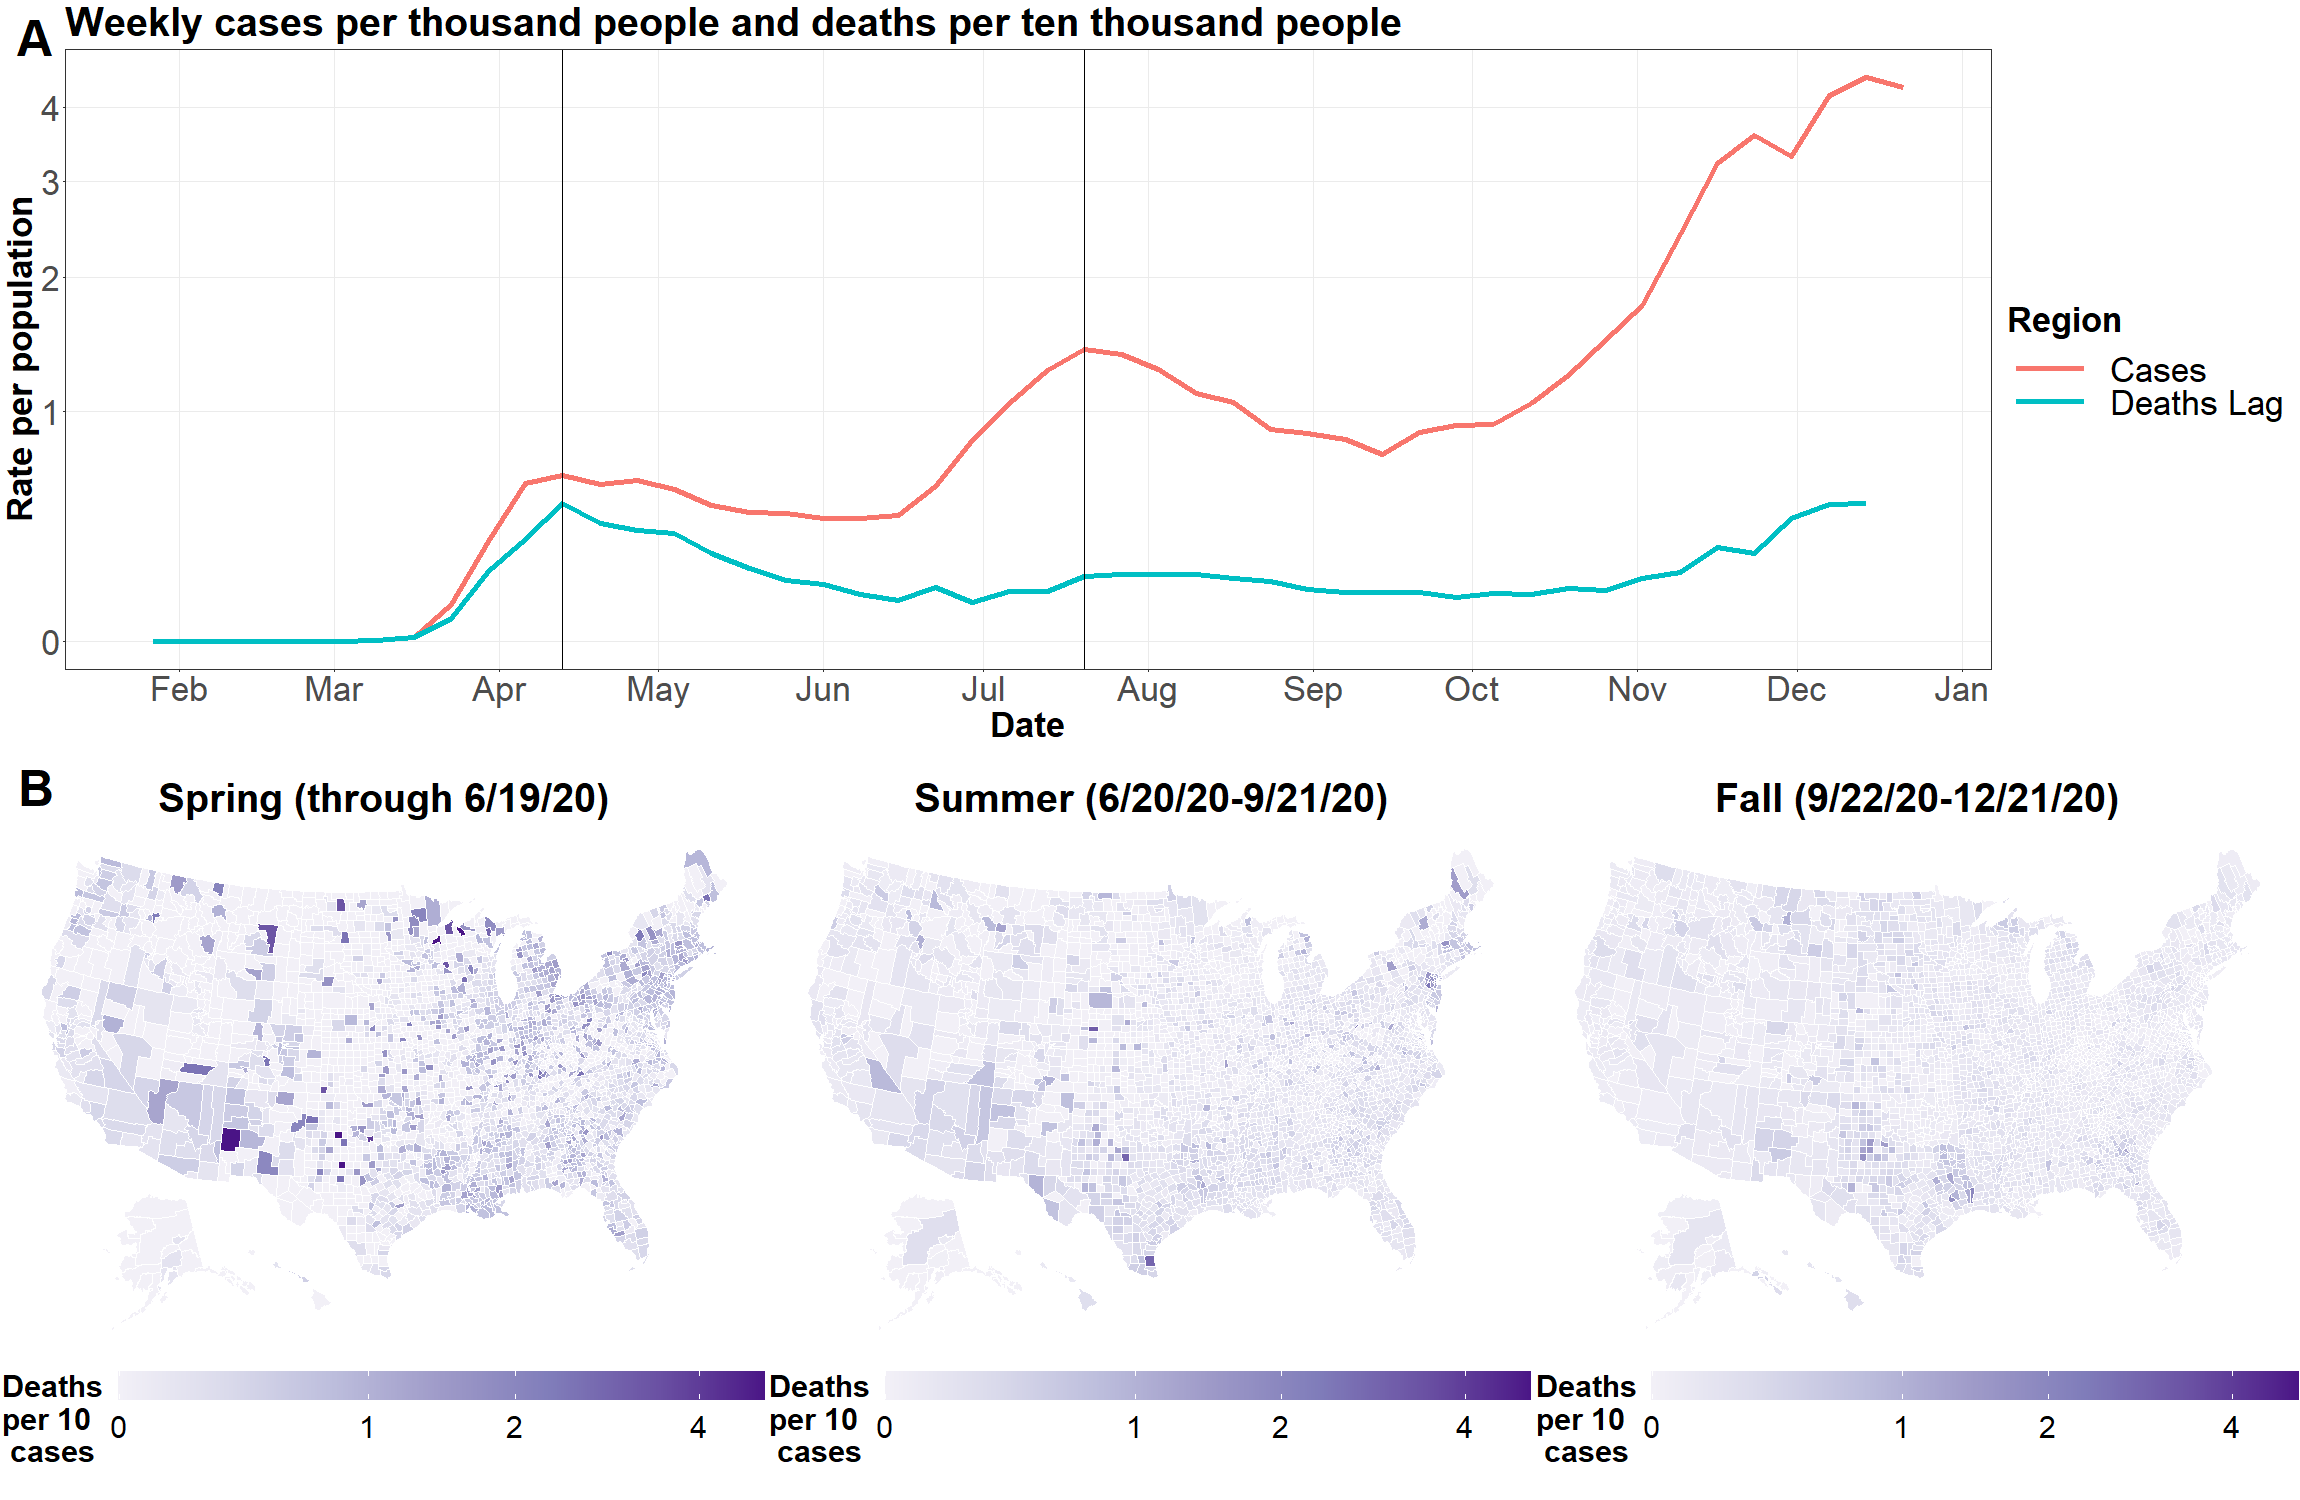 A
Weekly cases per thousand people and deaths per ten thousand people
Rate per population
4
3
2
1
0
Feb Mar Apr May Jun Jul Aug Sep Oct Nov Dec Jan
Date
Region
Cases
Deaths Lag
B
Spring (through 6/19/20)
Summer (6/20/20-9/21/20)
Fall (9/22/20-12/21/20)
Deaths
per 10
cases
0 1 2 4
Deaths
per 10
cases
0 1 2 4
Deaths
per 10
cases
0 1 2 4